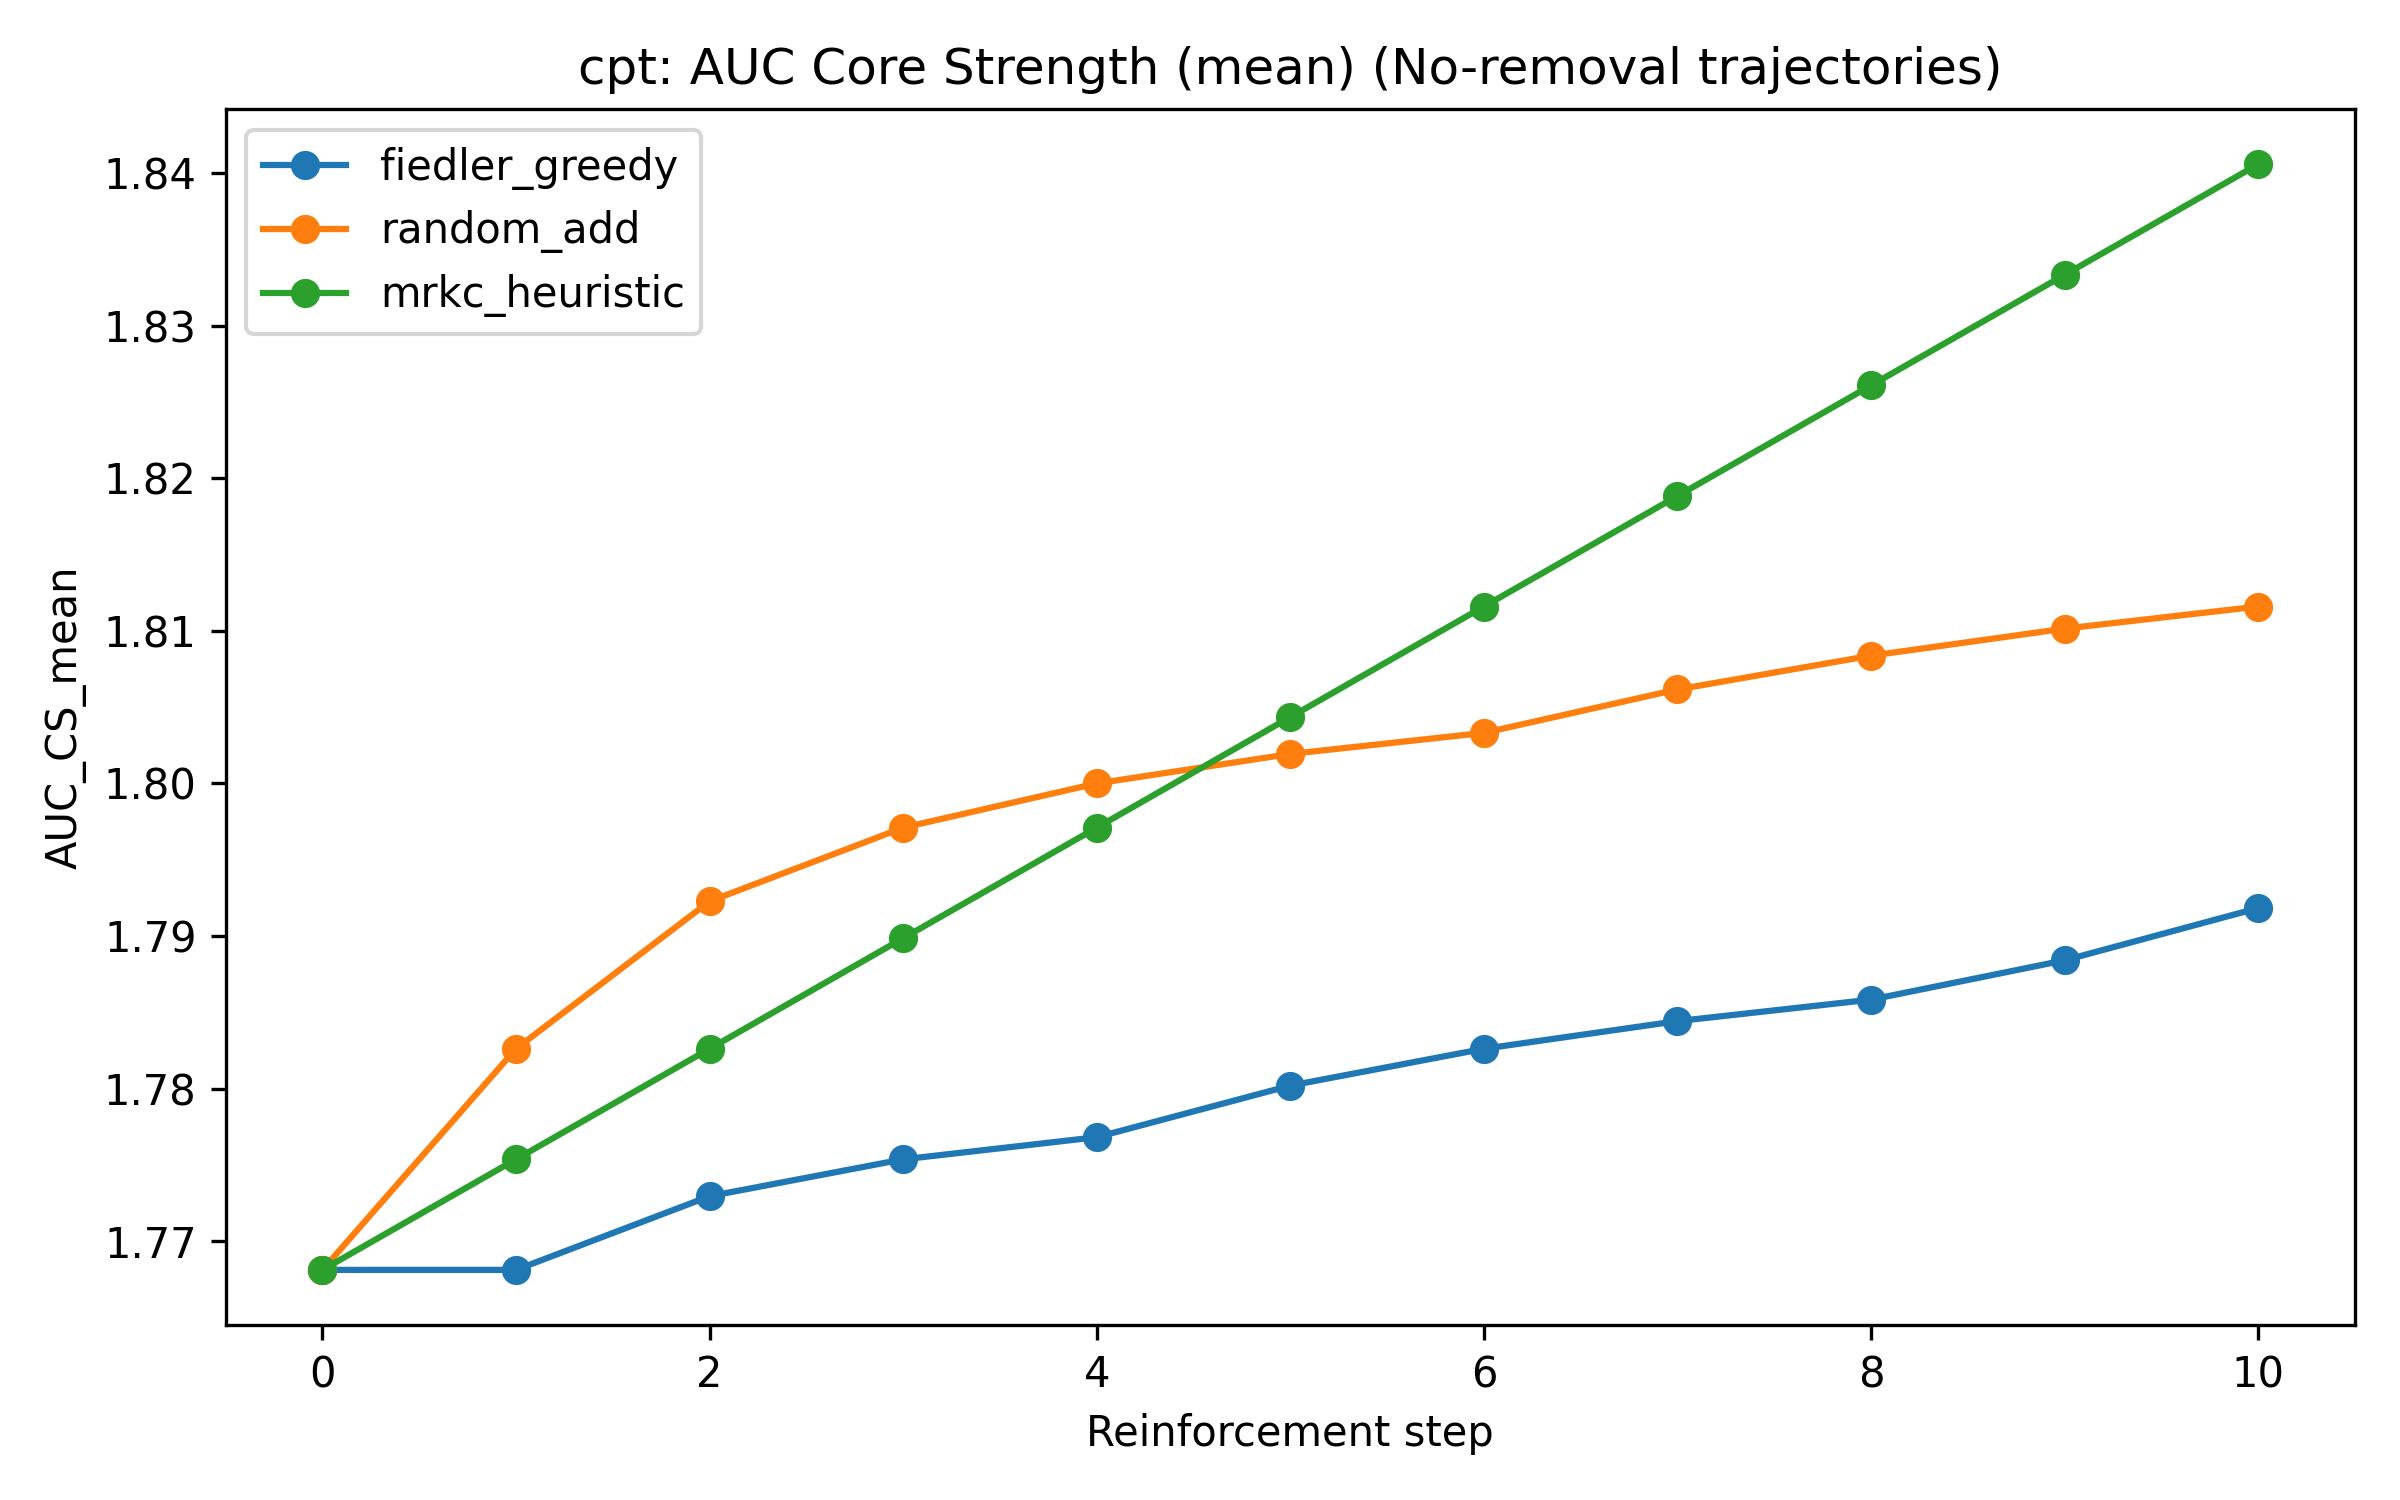 cpt: AUC Core Strength (mean) (No-removal trajectories)
fiedler_greedy
random_add
mrkc_heuristic
AUC_CS_mean
1.84
1.83
1.82
1.81
1.80
1.79
1.78
1.77
0 2 4 6 8 10
Reinforcement step